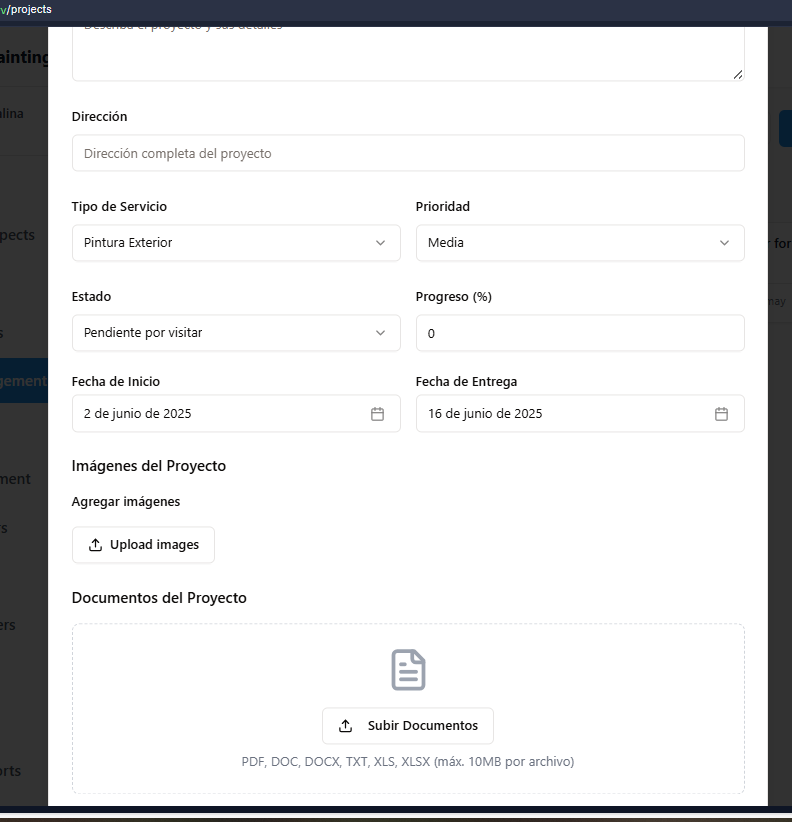 v/projects
Describa el proyecto y sus detalles
ainting
alina
Dirección
Dirección completa del proyecto
Tipo de Servicio
Prioridad
pects
Pintura Exterior
Media
r for
Estado
Progreso (%)
may
s
Pendiente por visitar
0
gement
Fecha de Inicio
Fecha de Entrega
2 de junio de 2025
16 de junio de 2025
Imágenes del Proyecto
ment
Agregar imágenes
rs
Upload images
Documentos del Proyecto
ers
Subir Documentos
PDF, DOC, DOCX, TXT, XLS, XLSX (máx. 10MB por archivo)
orts